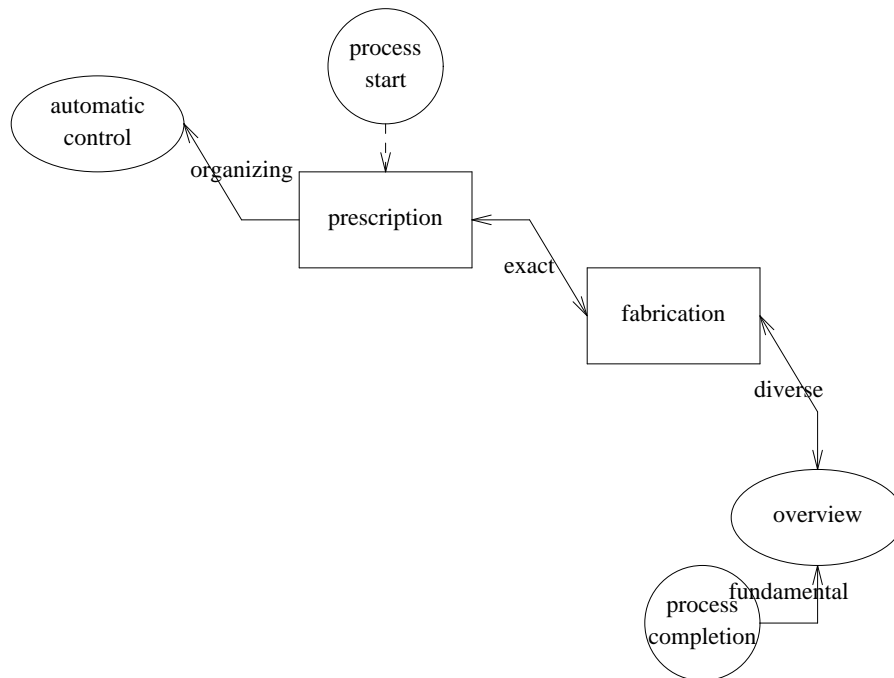 process
start
automatic
control
organizing
prescription
exact
fabrication
diverse
overview
fundamental
process
completion